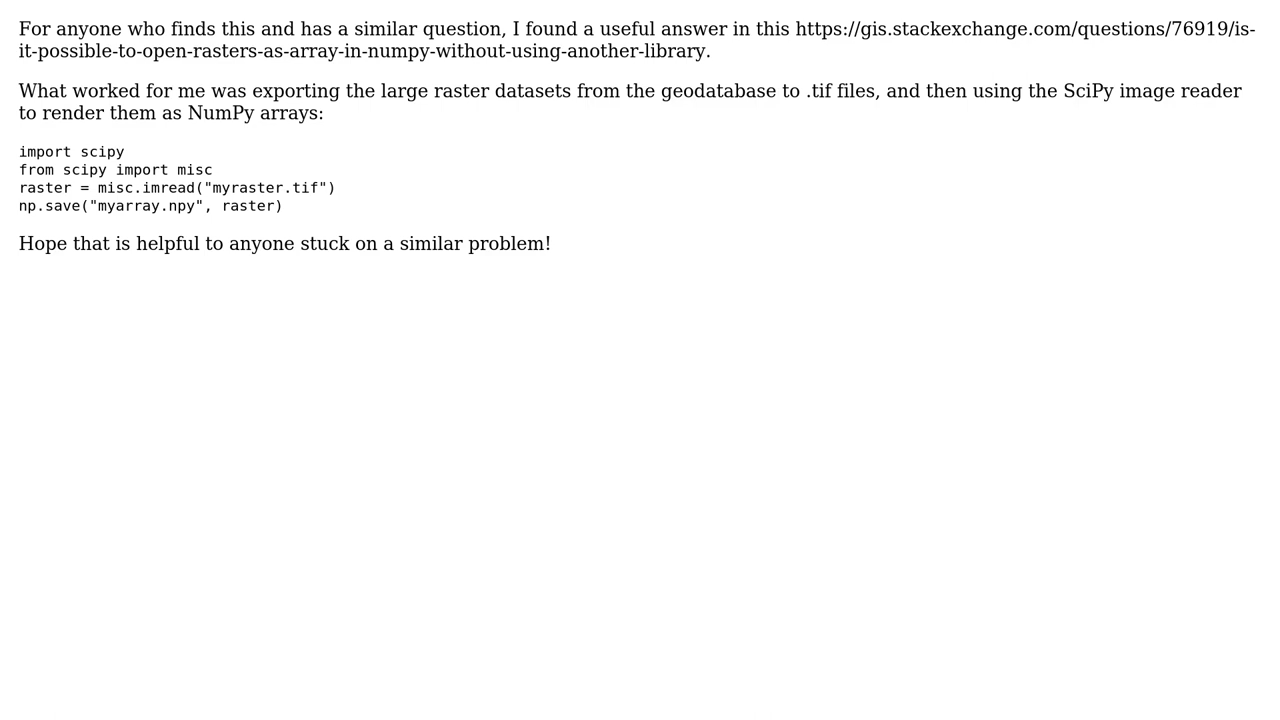 For anyone who finds this and has a similar question, I found a useful answer in this https://gis.stackexchange.com/questions/76919/is-
it-possible-to-open-rasters-as-array-in-numpy-without-using-another-library.
What worked for me was exporting the large raster datasets from the geodatabase to .tif files, and then using the SciPy image reader
to render them as NumPy arrays:
import scipy
from scipy import misc
raster = misc.imread("myraster.tif")
np.save("myarray.npy", raster)
Hope that is helpful to anyone stuck on a similar problem!